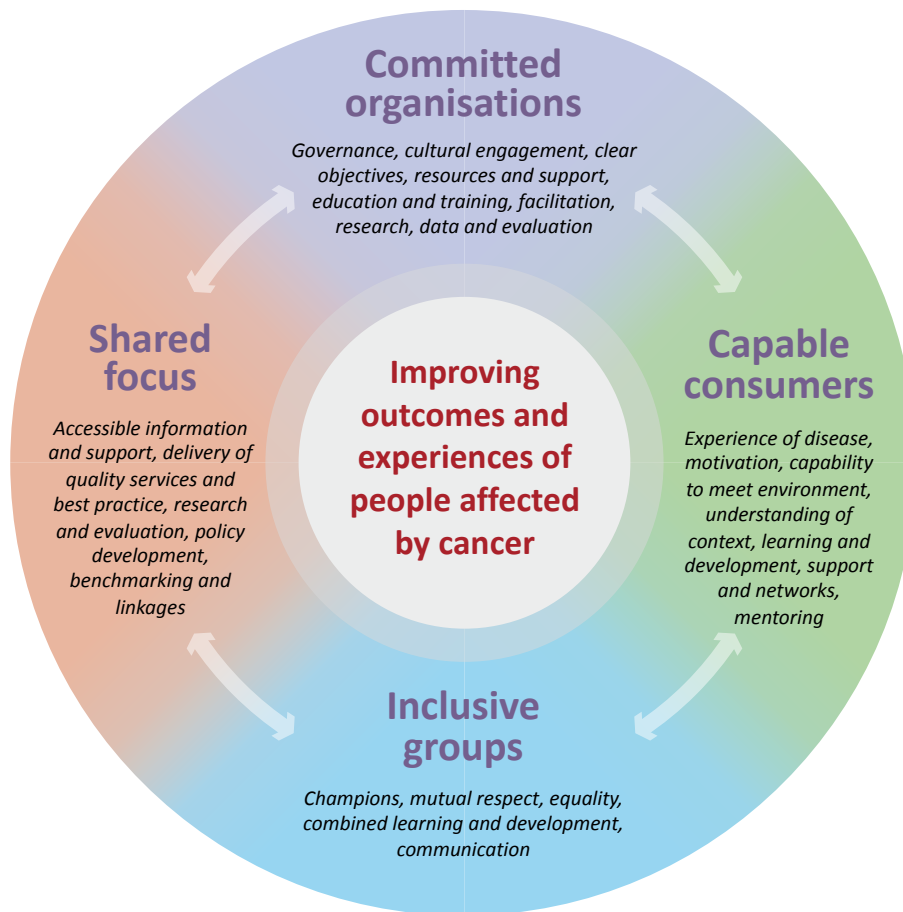 Committed
organisations
Governance, cultural engagement, clear
objectives, resources and support,
education and training, facilitation,
research, data and evaluation
Shared
focus
Accessible information
and support, delivery of
quality services and
best practice, research
and evaluation, policy
development,
benchmarking and
linkages
Improving
outcomes and
experiences of
people affected
by cancer
Capable
consumers
Experience of disease,
motivation, capability
to meet environment,
understanding of
context, learning and
development, support
and networks,
mentoring
Inclusive
groups
Champions, mutual respect, equality,
combined learning and development,
communication